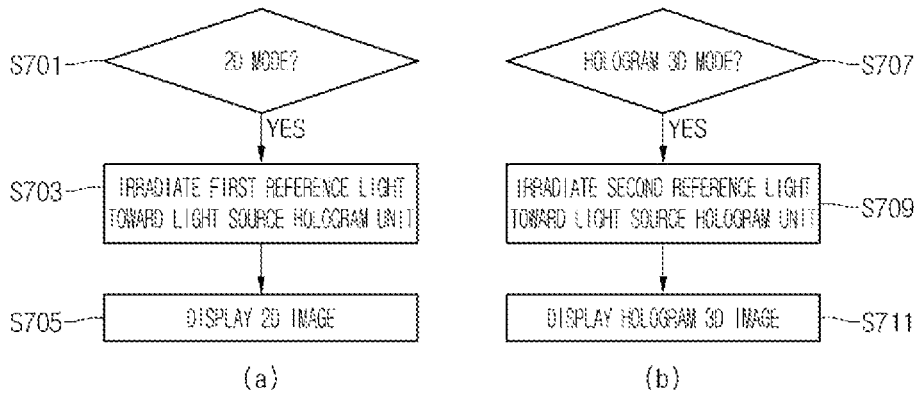 S701
2D MODE?
YES
S703
IRRADIATE FIRST REFERENCE LIGHT
TOWARD LIGHT SOURCE HOLOGRAM UNIT
S705
DISPLAY 2D IMAGE
(a)
HOLOGRAM 3D MODE?
S707
YES
IRRADIATE SECOND REFERENCE LIGHT
TOWARD LIGHT SOURCE HOLOGRAM UNIT
S709
DISPLAY HOLOGRAM 3D IMAGE
S711
(b)